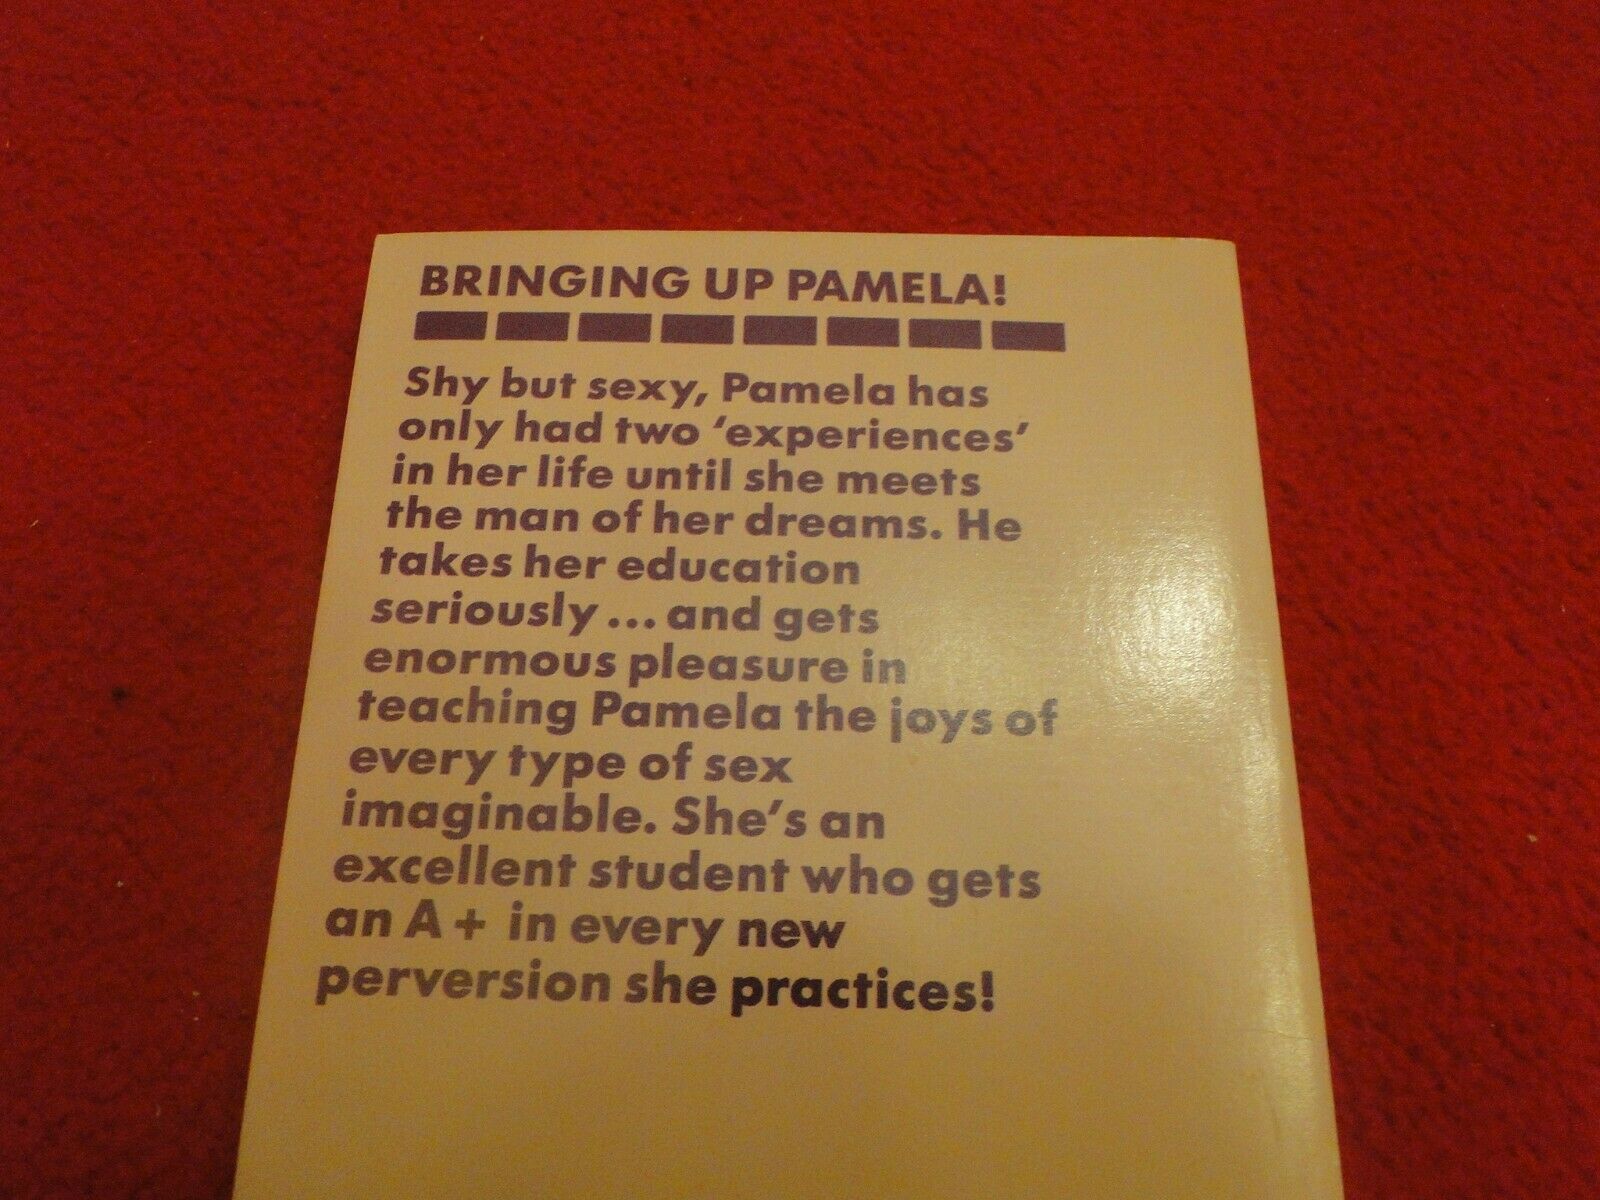 BRINGING UP PAMELA!
Shy but sexy, Pamela has
only had two ‘experiences’
in her life until she meets
the man of her dreams. He
takes her education
seriously ... and gets
enormous pleasure in
teaching Pamela the joys of
every type of sex
imaginable. She’s an
excellent student who gets
an A+ in every new
perversion she practices!